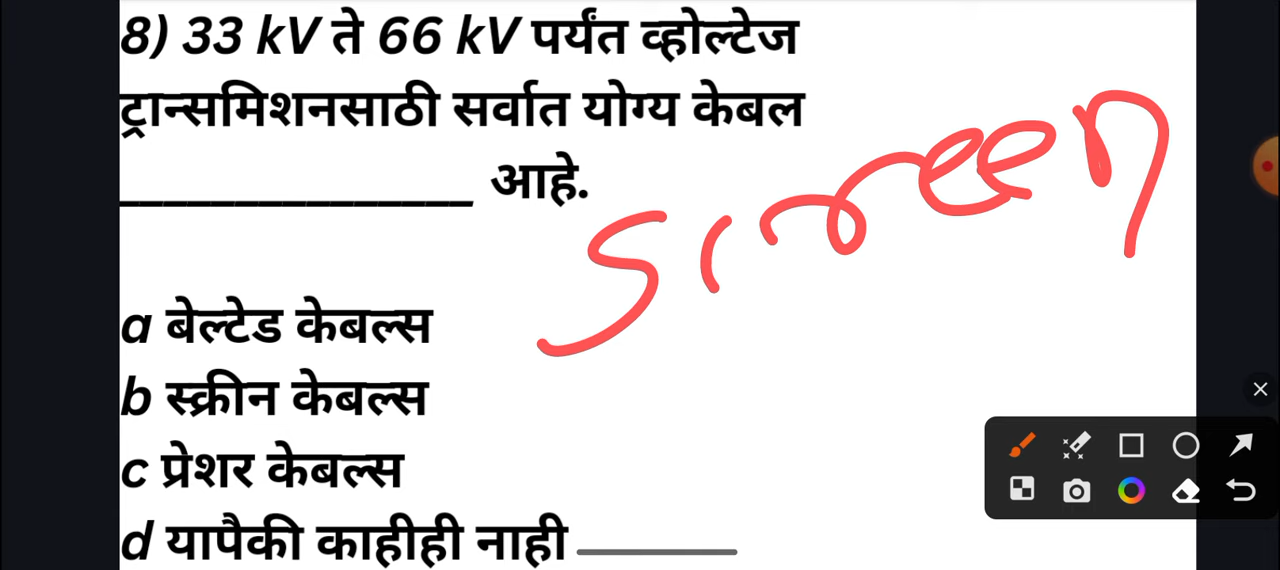 8) 33 kV ते 66 kV पर्यंत व्होल्टेज
ट्रान्समिशनसाठी सर्वात योग्य केबल
________________ आहे.
screen
a बेल्टेड केबल्स
b स्क्रीन केबल्स
c प्रेशर केबल्स
d यापैकी काहीही नाही